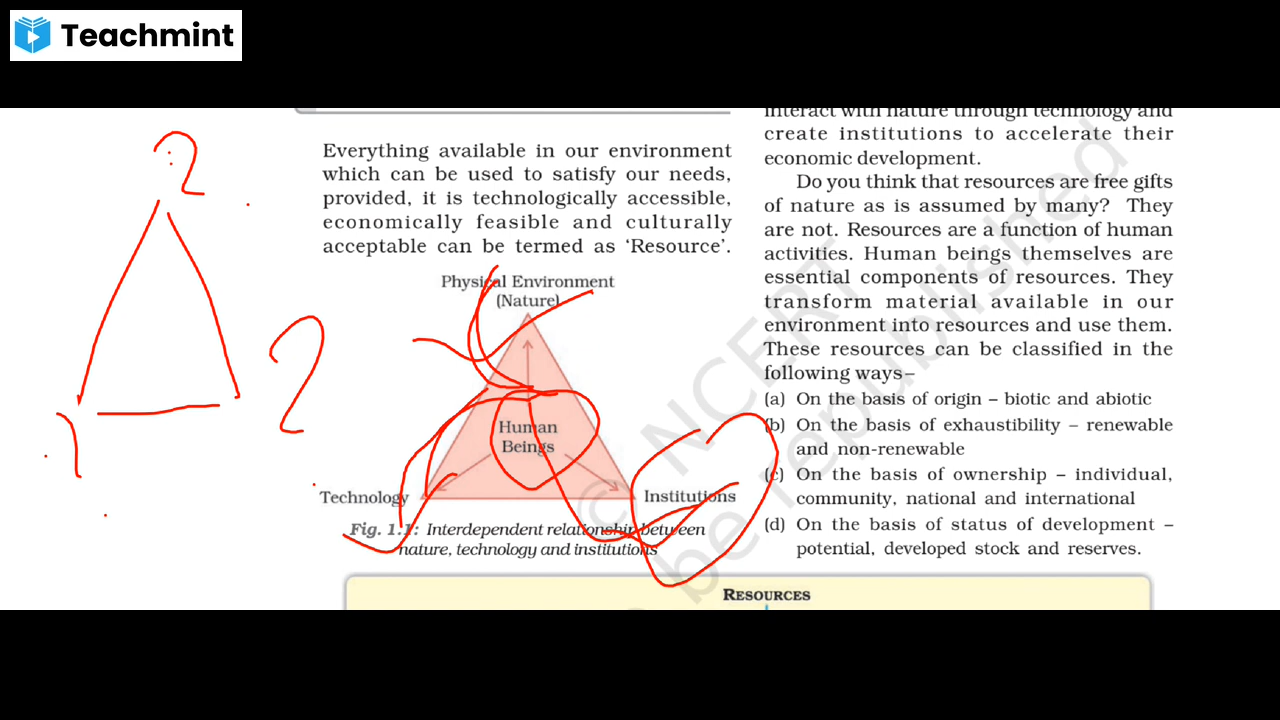 Teachmint
Everything available in our environment
which can be used to satisfy our needs,
provided, it is technologically accessible,
economically feasible and culturally
acceptable can be termed as ‘Resource’.
Physical Environment
(Nature)
Human
Beings
Technology
Institutions
Fig. 1.1: Interdependent relationship between
nature, technology and institutions
interact with nature through technology and
create institutions to accelerate their
economic development.
Do you think that resources are free gifts
of nature as is assumed by many? They
are not. Resources are a function of human
activities. Human beings themselves are
essential components of resources. They
transform material available in our
environment into resources and use them.
These resources can be classified in the
following ways–
(a) On the basis of origin – biotic and abiotic
(b) On the basis of exhaustibility – renewable
and non-renewable
(c) On the basis of ownership – individual,
community, national and international
(d) On the basis of status of development –
potential, developed stock and reserves.
RESOURCES
© NCERT
be republished
2
2